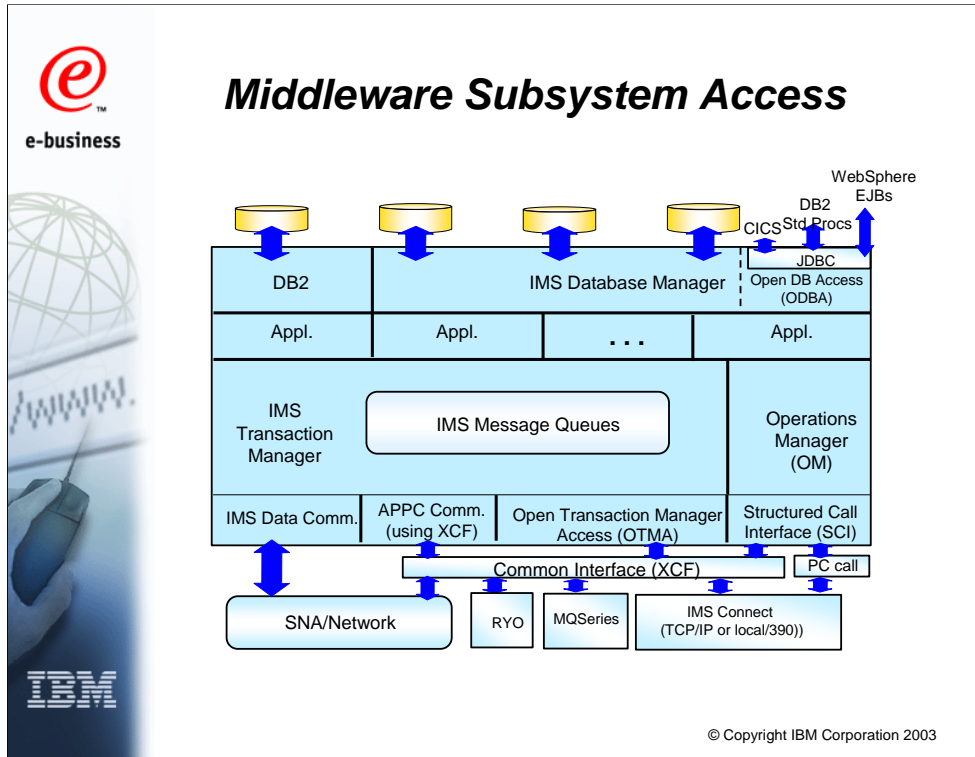 Middleware Subsystem Access
e
TM
e-business
WebSphere
EJBs
DB2
Std Procs
CICS
JDBC
DB2
IMS Database Manager
Open DB Access
(ODBA)
Appl.
Appl.
. . .
Appl.
IMS
Transaction
Manager
IMS Message Queues
Operations
Manager
(OM)
IMS Data Comm.
APPC Comm.
(using XCF)
Open Transaction Manager
Access (OTMA)
Structured Call
Interface (SCI)
Common Interface (XCF)
PC call
SNA/Network
RYO
MQSeries
IMS Connect
(TCP/IP or local/390))
/WWW.
IBM
© Copyright IBM Corporation 2003